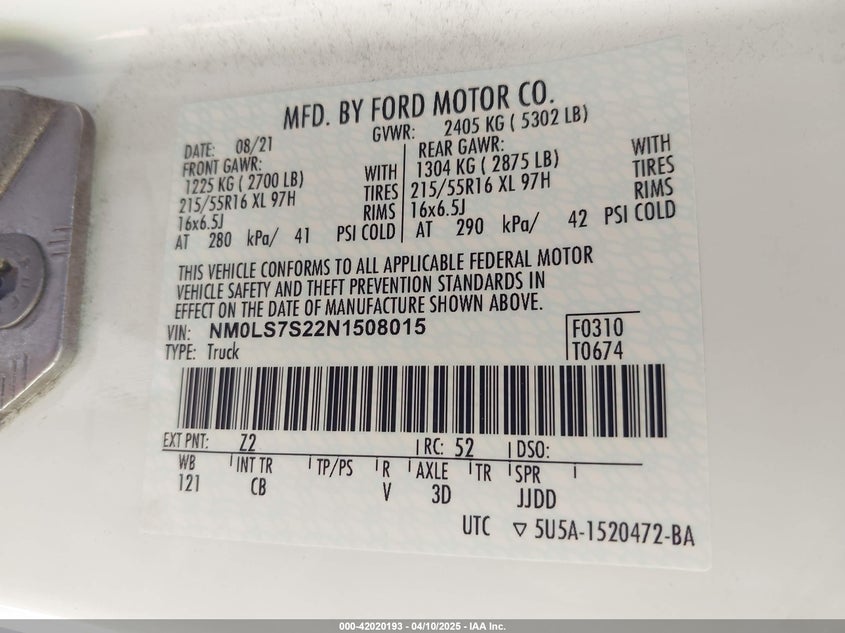 MFD. BY FORD MOTOR CO.
DATE: 08/21 GVWR: 2405 KG ( 5302 LB)
FRONT GAWR: WITH
1225 KG ( 2700 LB) TIRES
215/55R16 XL 97H RIMS
16x6.5J
AT 280 kPa/ 41 PSI COLD
REAR GAWR: WITH
1304 KG ( 2875 LB) TIRES
215/55R16 XL 97H RIMS
16x6.5J
AT 290 kPa/ 42 PSI COLD
THIS VEHICLE CONFORMS TO ALL APPLICABLE FEDERAL MOTOR
VEHICLE SAFETY AND THEFT PREVENTION STANDARDS IN
EFFECT ON THE DATE OF MANUFACTURE SHOWN ABOVE.
VIN: NM0LS7S22N1508015
TYPE: Truck
F0310
T0674
EXT PNT: Z2 RC: 52 DSO:
WB INT TR TP/PS R AXLE TR SPR
121 CB V 3D JJDD
UTC ▽ 5U5A-1520472-BA
000-42020193 - 04/10/2025 - IAA Inc.